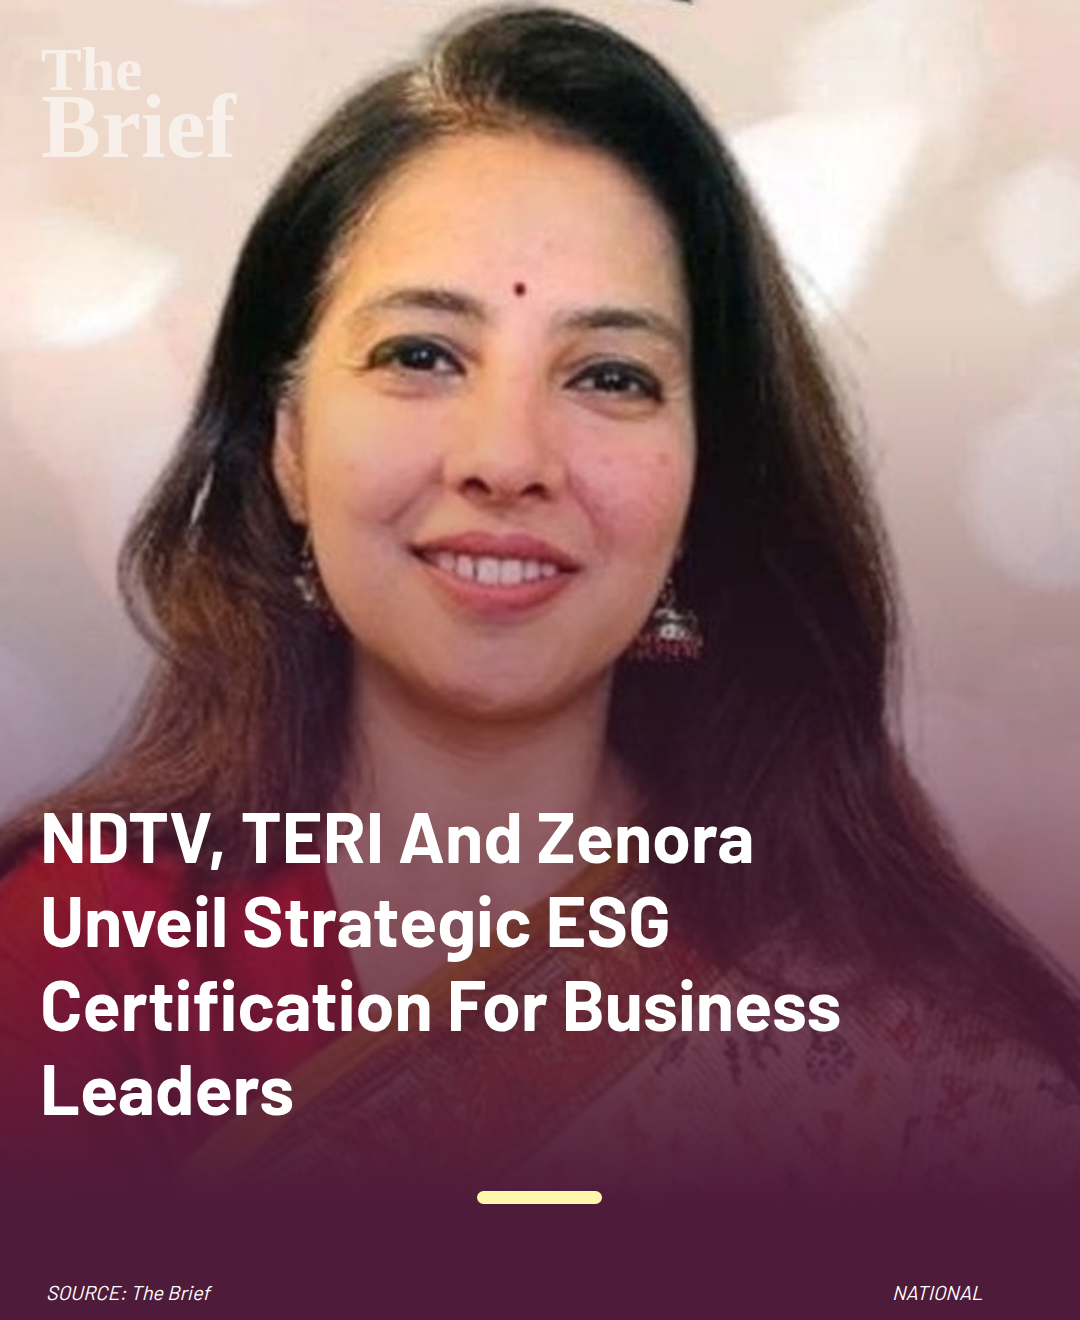 The
Brief
NDTV, TERI And Zenora
Unveil Strategic ESG
Certification For Business
Leaders
SOURCE: The Brief
NATIONAL